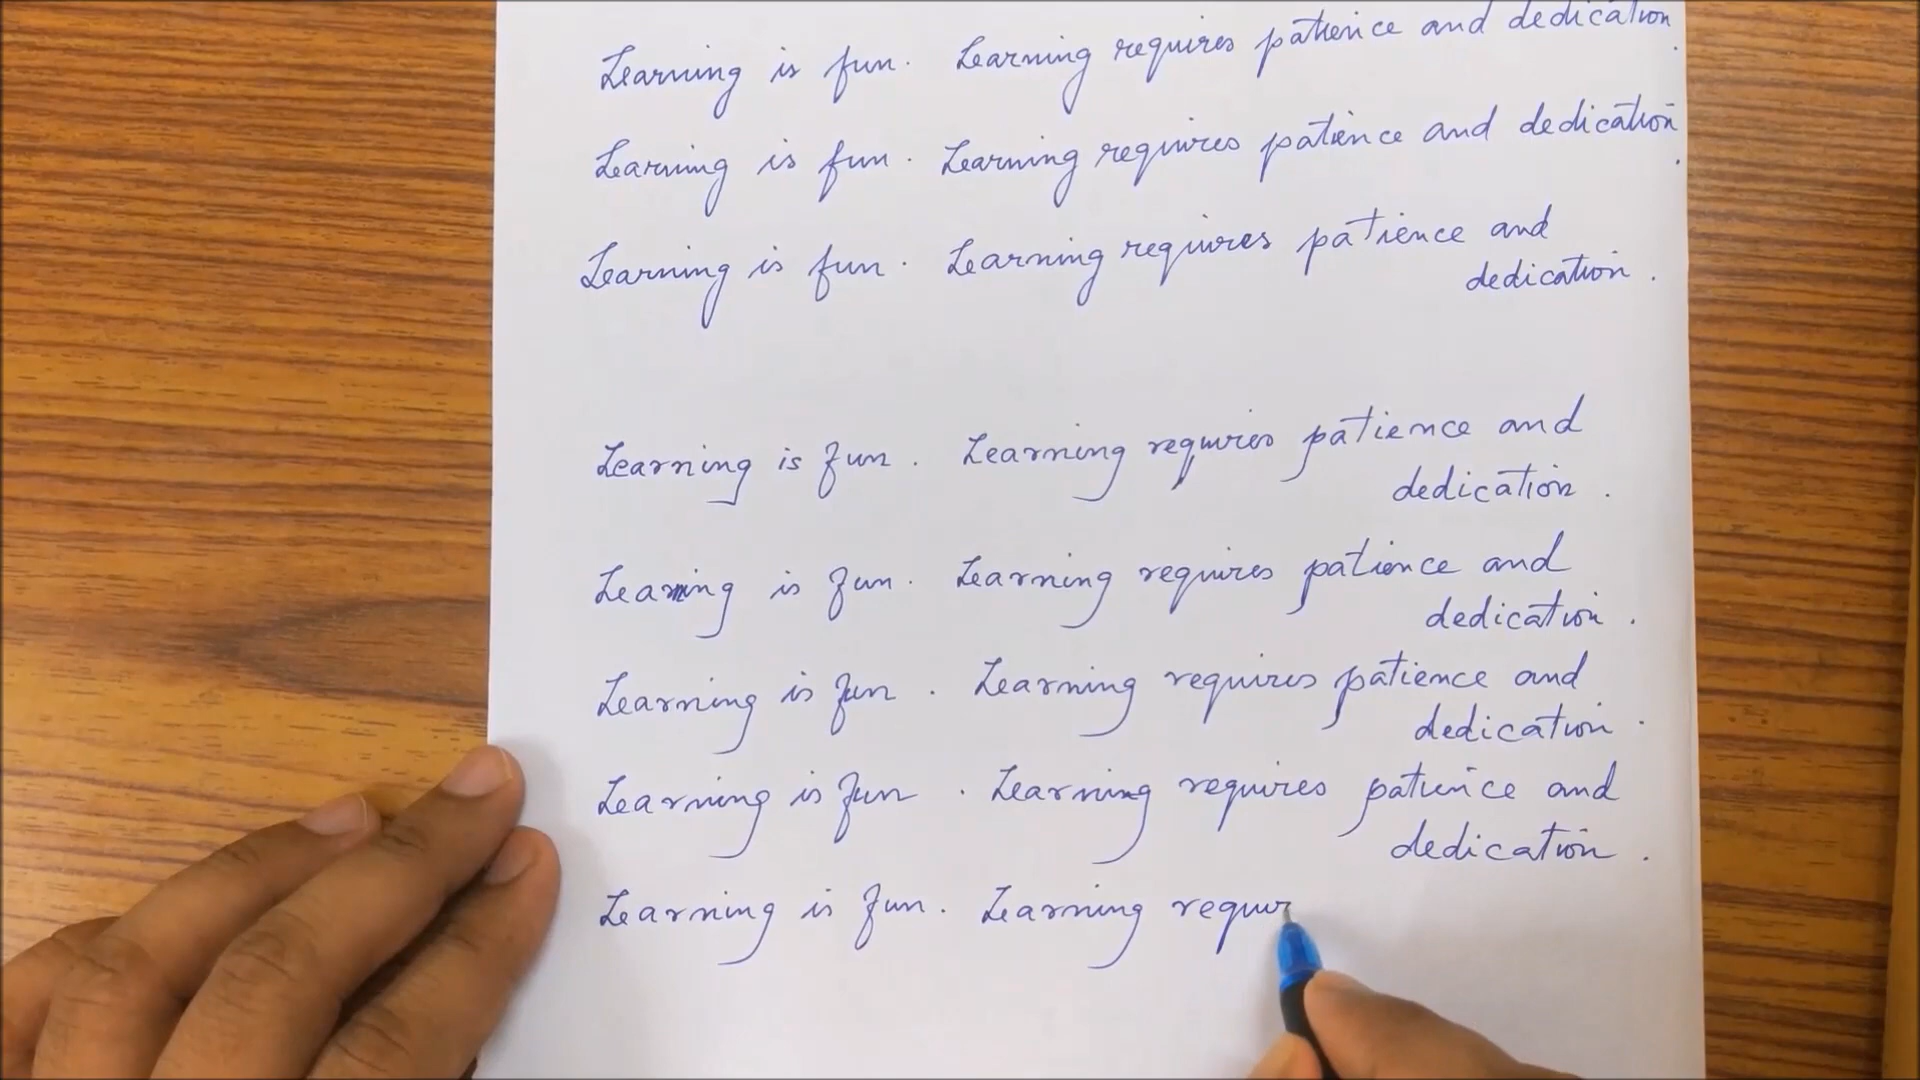 Learning is fun. Learning requires patience and dedication.
Learning is fun. Learning requires patience and dedication.
Learning is fun. Learning requires patience and
dedication.
Learning is fun. Learning requires patience and
dedication.
Learning is fun. Learning requires patience and
dedication.
Learning is fun. Learning requires patience and
dedication.
Learning is fun. Learning requires patience and
dedication.
Learning is fun. Learning requir